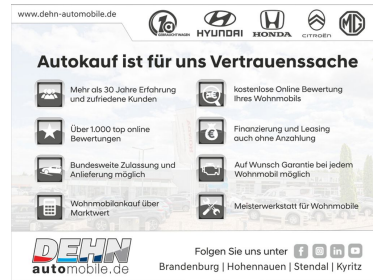 www.dehn-automobile.de
GEBRAUCHTWAGEN
HYUNDAI
HONDA
CITROËN
MG
Autokauf ist für uns Vertrauenssache
Mehr als 30 Jahre Erfahrung
und zufriedene Kunden
kostenlose Online Bewertung
Ihres Wohnmobils
Über 1.000 top online
Bewertungen
Finanzierung und Leasing
auch ohne Anzahlung
Bundesweite Zulassung und
Anlieferung möglich
Auf Wunsch Garantie bei jedem
Wohnmobil möglich
Wohnmobilankauf über
Marktwert
Meisterwerkstatt für Wohnmobile
DEHN
automobile.de
Folgen Sie uns unter
Brandenburg | Hohennauen | Stendal | Kyritz